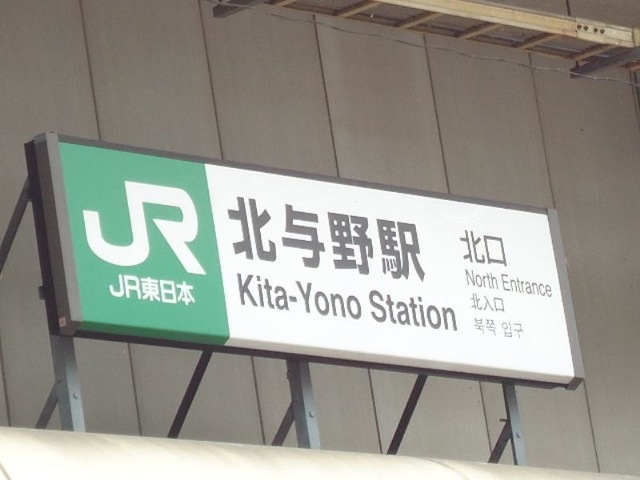 JR
JR東日本
北与野駅
Kita-Yono Station
北口
North Entrance
北入口
북쪽 입구